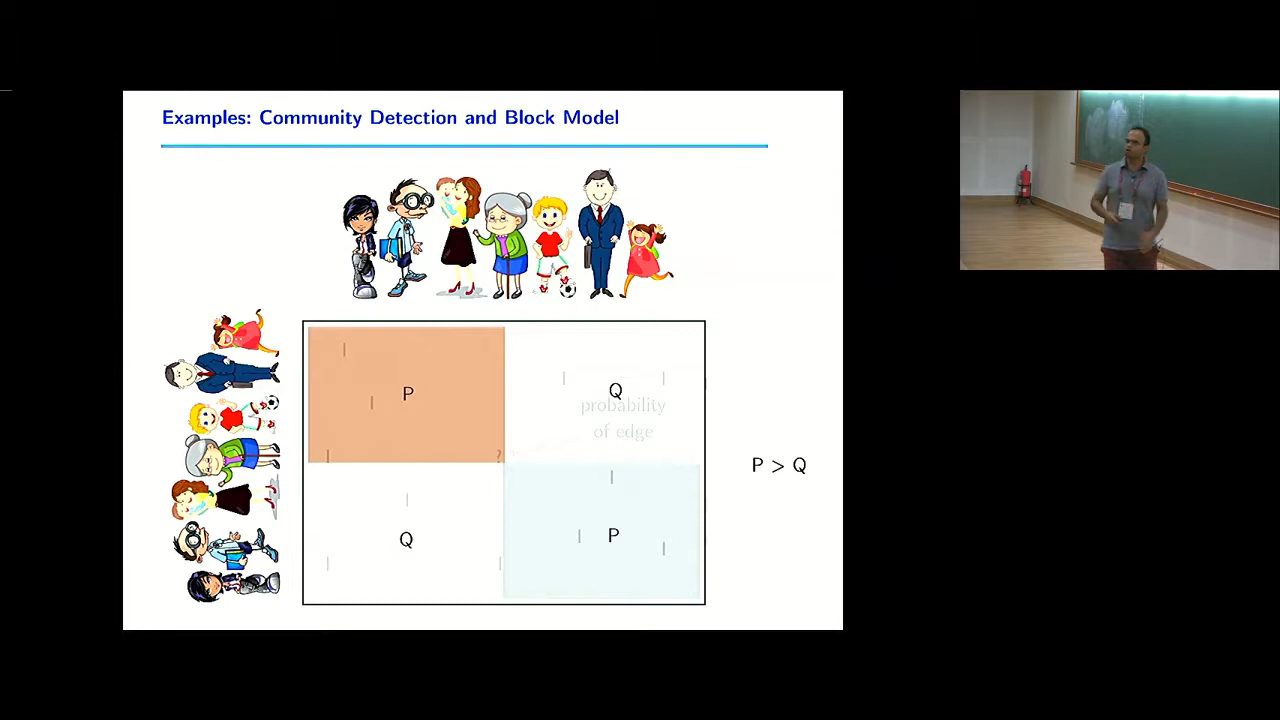 Examples: Community Detection and Block Model
P
Q
probability
of edge
?
P > Q
Q
P